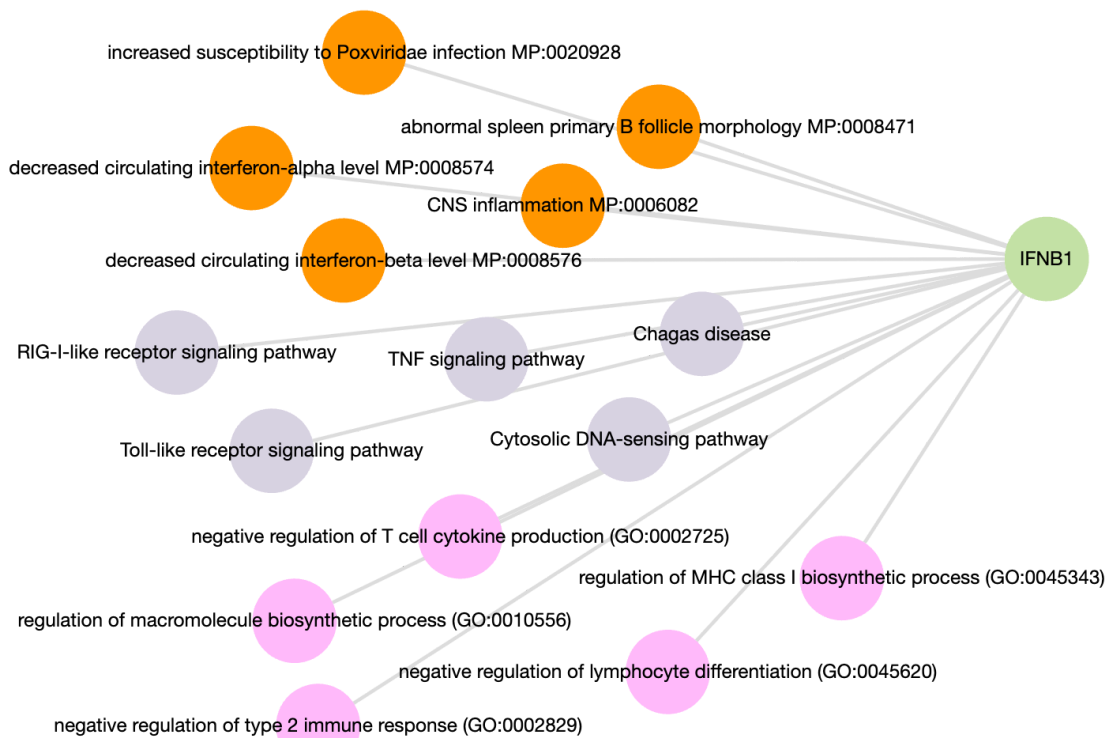 increased susceptibility to Poxviridae infection MP:0020928
abnormal spleen primary B follicle morphology MP:0008471
decreased circulating interferon-alpha level MP:0008574
CNS inflammation MP:0006082
decreased circulating interferon-beta level MP:0008576
IFNB1
RIG-I-like receptor signaling pathway
TNF signaling pathway
Chagas disease
Toll-like receptor signaling pathway
Cytosolic DNA-sensing pathway
negative regulation of T cell cytokine production (GO:0002725)
regulation of MHC class I biosynthetic process (GO:0045343)
regulation of macromolecule biosynthetic process (GO:0010556)
negative regulation of lymphocyte differentiation (GO:0045620)
negative regulation of type 2 immune response (GO:0002829)